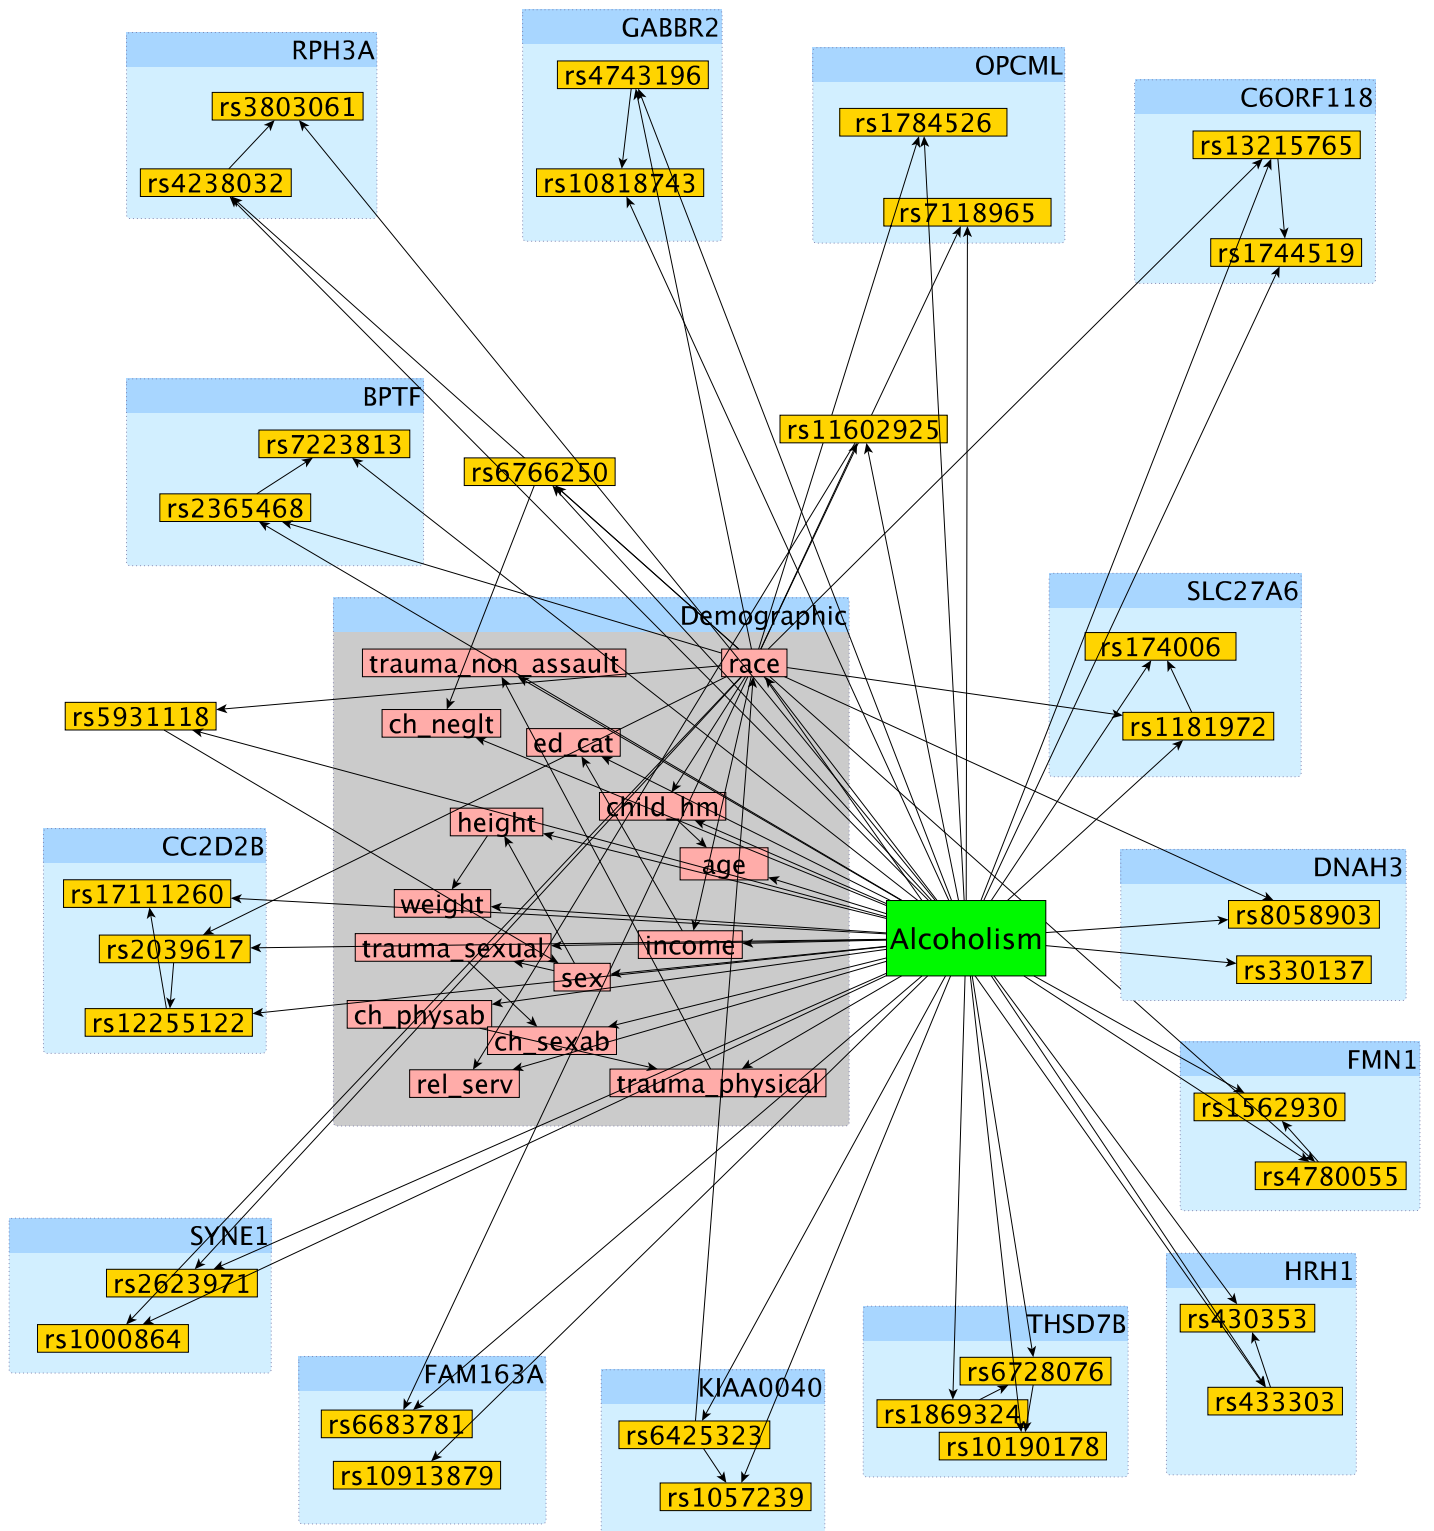 GABBR2
rs4743196
rs10818743
RPH3A
rs3803061
rs4238032
OPCML
rs1784526
rs7118965
C6ORF118
rs13215765
rs1744519
BPTF
rs7223813
rs2365468
rs6766250
rs11602925
SLC27A6
rs174006
rs1181972
Demographic
trauma_non_assault
race
ch_neglt
ed_cat
child_hm
height
age
weight
trauma_sexual
income
sex
ch_physab
ch_sexab
rel_serv
trauma_physical
rs5931118
CC2D2B
rs17111260
rs2039617
rs12255122
Alcoholism
DNAH3
rs8058903
rs330137
FMN1
rs1562930
rs4780055
SYNE1
rs2623971
rs1000864
HRH1
rs430353
rs433303
THSD7B
rs6728076
rs1869324
rs10190178
FAM163A
rs6683781
rs10913879
KIAA0040
rs6425323
rs1057239